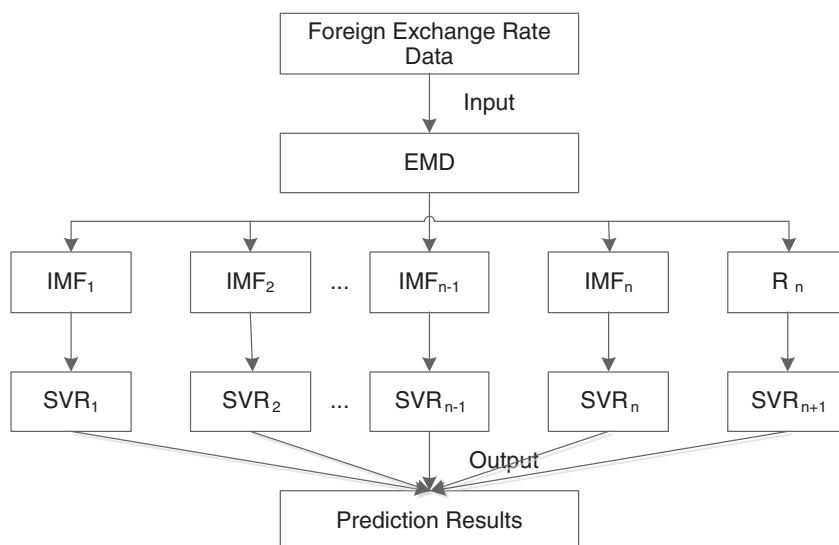 Foreign Exchange Rate
Data
Input
EMD
IMF₁ IMF₂ ... IMFₙ₋₁ IMFₙ R ₙ
SVR₁ SVR₂ ... SVRₙ₋₁ SVRₙ SVRₙ₊₁
Output
Prediction Results